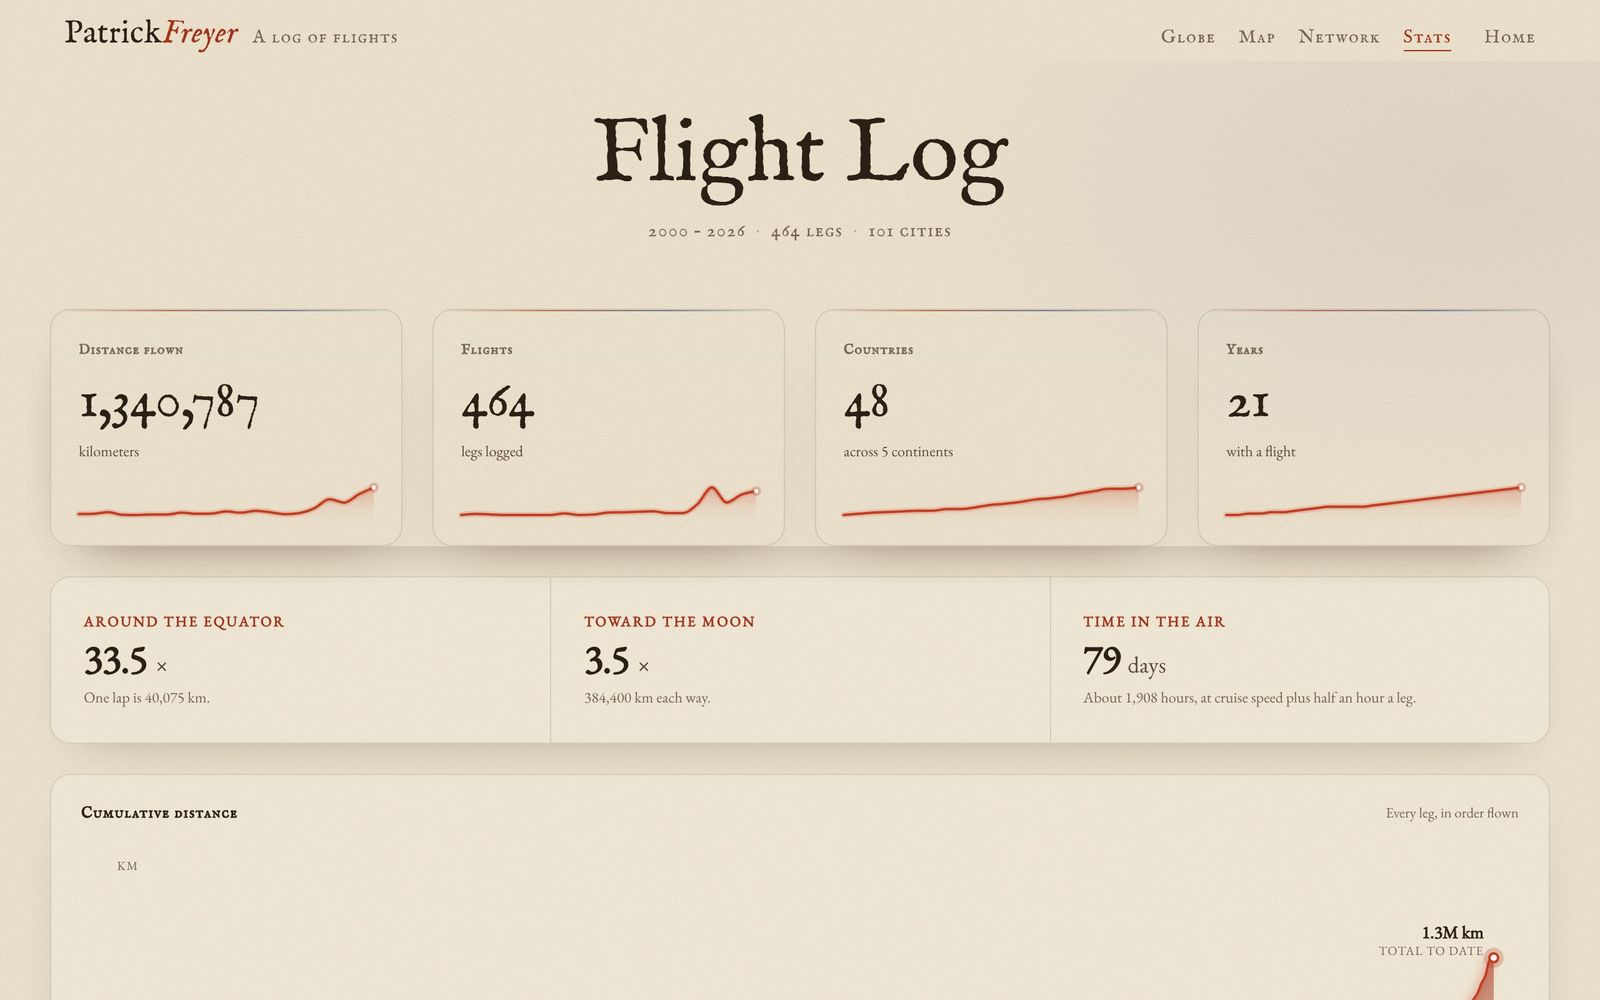 PatrickFreyer A log of flights
Globe Map Network Stats Home
Flight Log
2000 – 2026 · 464 legs · 101 cities
Distance flown
1,340,787
kilometers
Flights
464
legs logged
Countries
48
across 5 continents
Years
21
with a flight
AROUND THE EQUATOR
33.5 ×
One lap is 40,075 km.
TOWARD THE MOON
3.5 ×
384,400 km each way.
TIME IN THE AIR
79 days
About 1,908 hours, at cruise speed plus half an hour a leg.
Cumulative distance
Every leg, in order flown
KM
1.3M km
TOTAL TO DATE